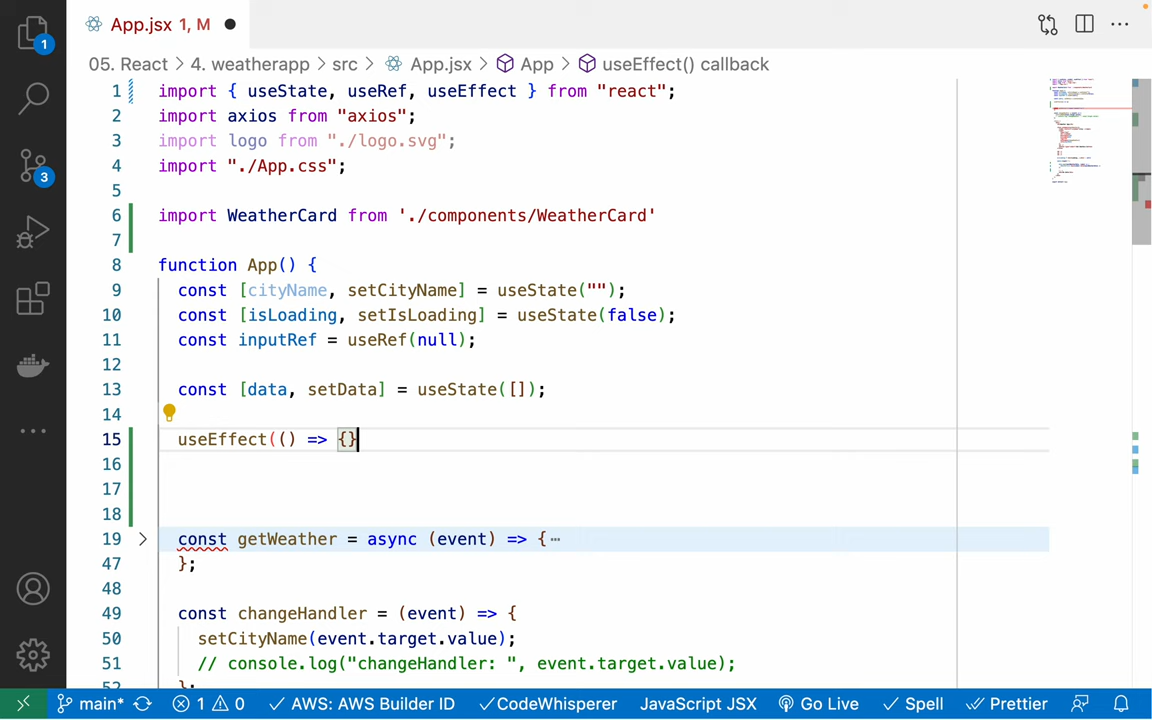 App.jsx 1, M
1
05. React > 4. weatherapp > src > App.jsx > App > useEffect() callback
1 import { useState, useRef, useEffect } from "react";
2 import axios from "axios";
3 import logo from "./logo.svg";
4 import "./App.css";
3
5
6 import WeatherCard from './components/WeatherCard'
7
8 function App() {
9 const [cityName, setCityName] = useState("");
10 const [isLoading, setIsLoading] = useState(false);
11 const inputRef = useRef(null);
12
13 const [data, setData] = useState([]);
14
15 useEffect(() => {}
16
17
18
19 const getWeather = async (event) => {⋯
47 };
48
49 const changeHandler = (event) => {
50 setCityName(event.target.value);
51 // console.log("changeHandler: ", event.target.value);
52 };
main* 1 0 AWS: AWS Builder ID CodeWhisperer JavaScript JSX Go Live Spell Prettier